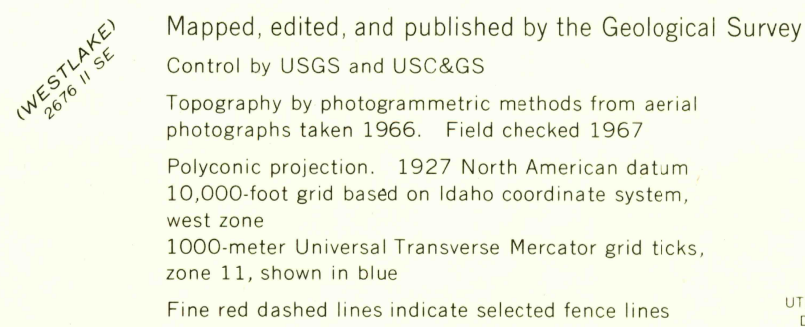 (WESTLAKE)
2676 II SE
Mapped, edited, and published by the Geological Survey
Control by USGS and USC&GS
Topography by photogrammetric methods from aerial
photographs taken 1966. Field checked 1967
Polyconic projection. 1927 North American datum
10,000-foot grid based on Idaho coordinate system,
west zone
1000-meter Universal Transverse Mercator grid ticks,
zone 11, shown in blue
Fine red dashed lines indicate selected fence lines
UT